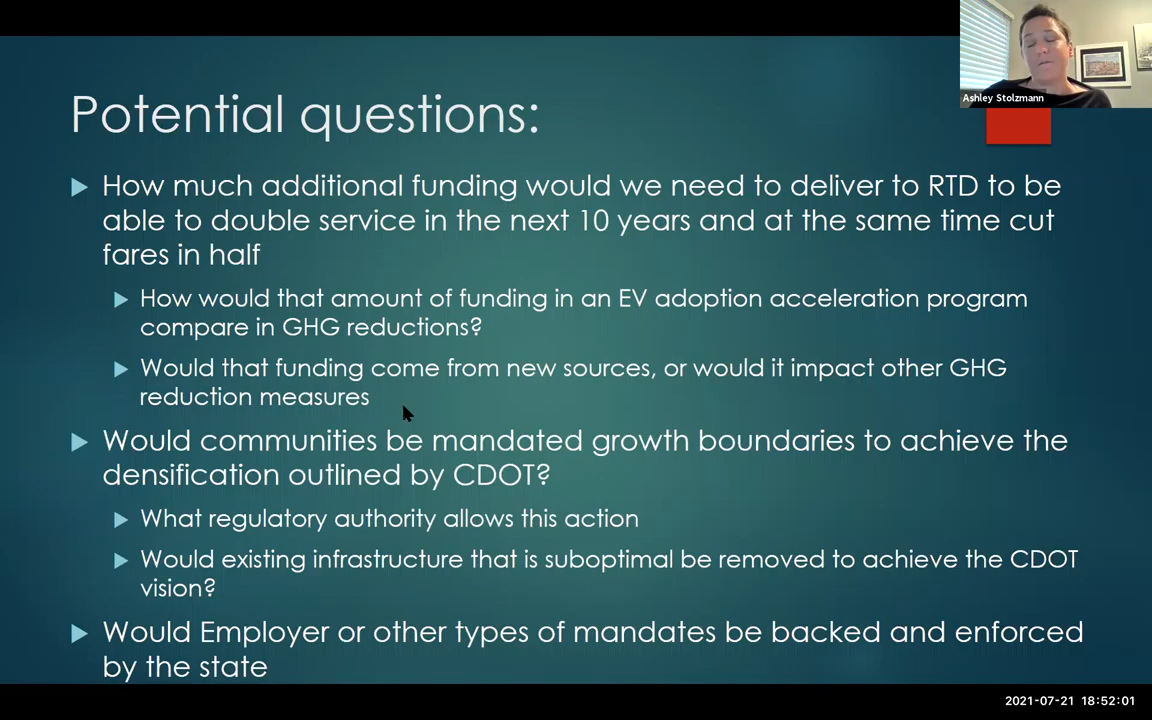 Ashley Stolzmann
Potential questions:
How much additional funding would we need to deliver to RTD to be
able to double service in the next 10 years and at the same time cut
fares in half
How would that amount of funding in an EV adoption acceleration program
compare in GHG reductions?
Would that funding come from new sources, or would it impact other GHG
reduction measures
Would communities be mandated growth boundaries to achieve the
densification outlined by CDOT?
What regulatory authority allows this action
Would existing infrastructure that is suboptimal be removed to achieve the CDOT
vision?
Would Employer or other types of mandates be backed and enforced
by the state
2021-07-21 18:52:01